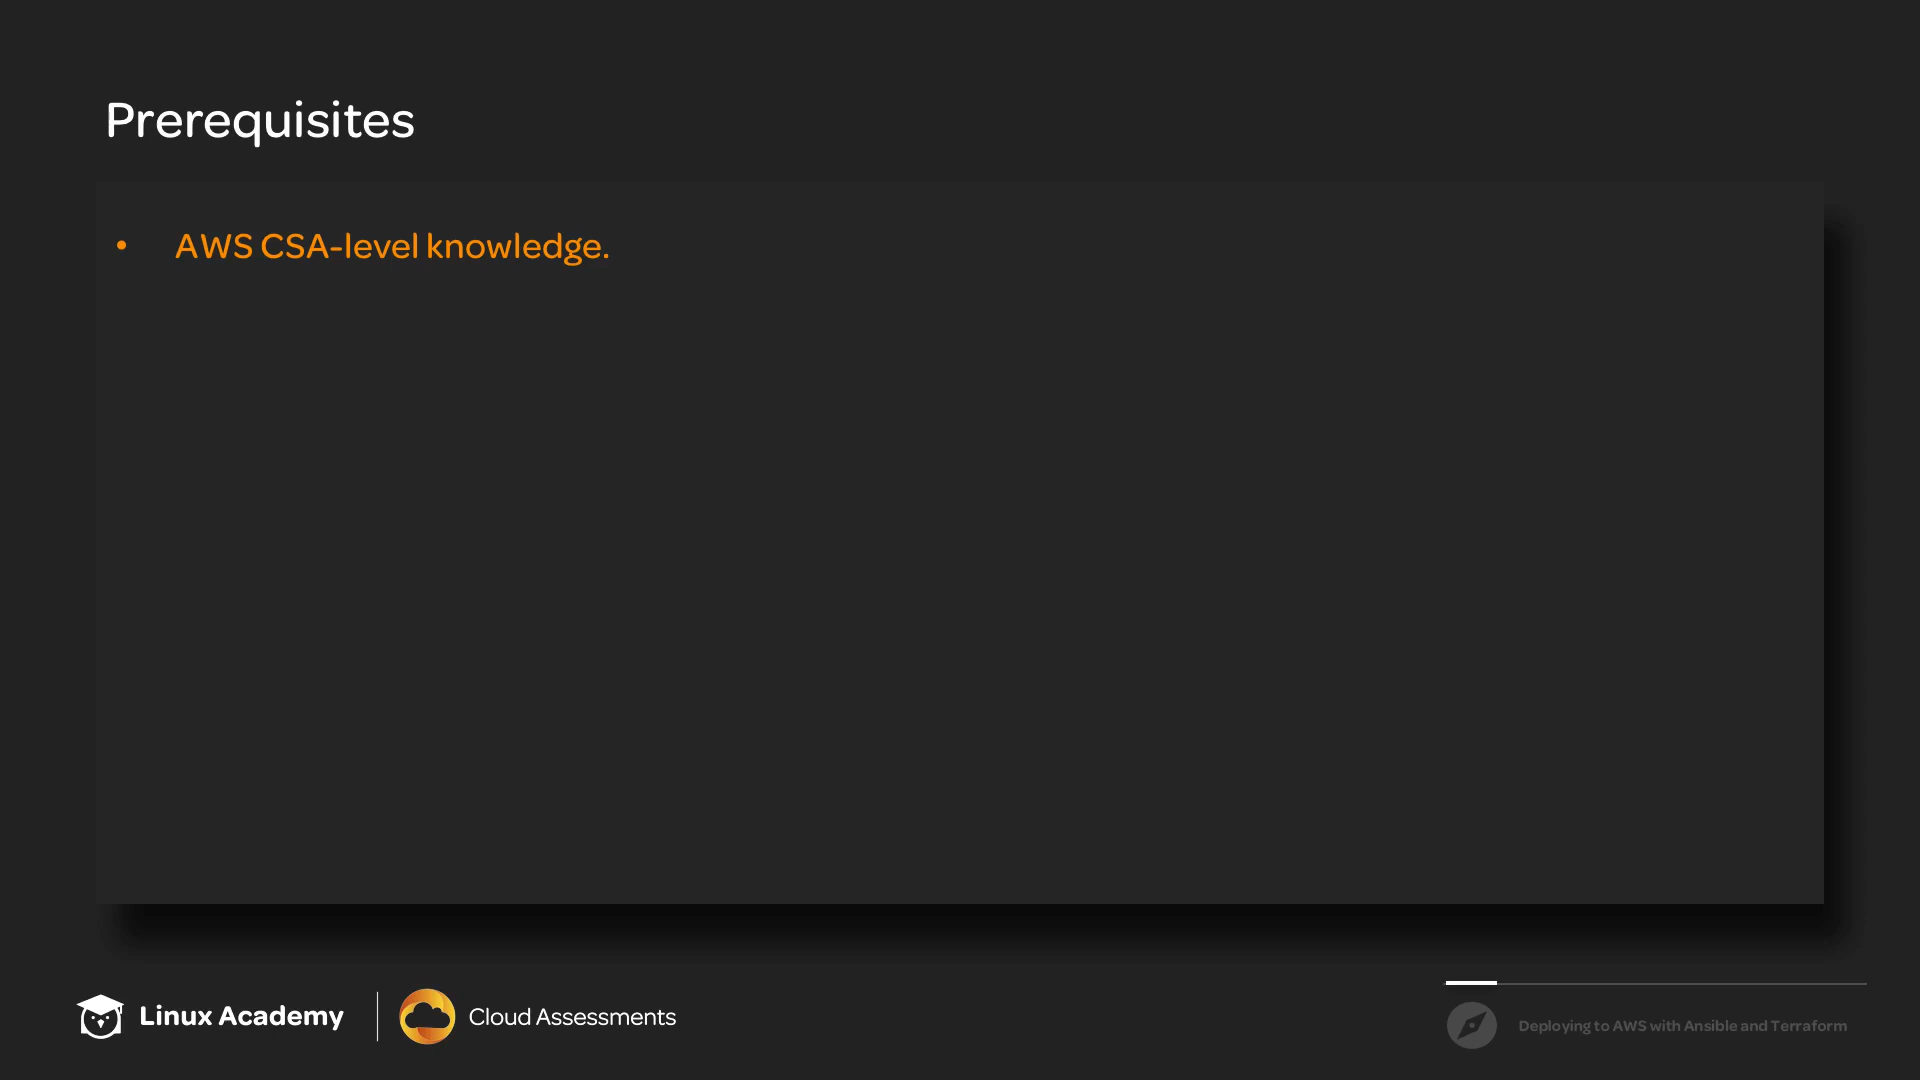 Prerequisites
• AWS CSA-level knowledge.
Linux Academy
Cloud Assessments
Deploying to AWS with Ansible and Terraform